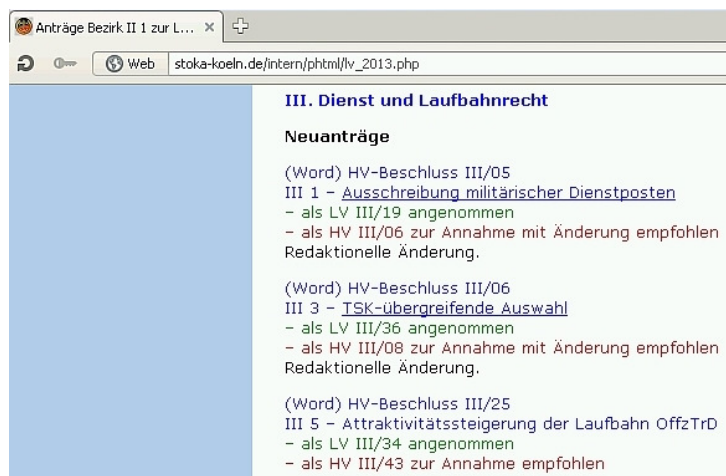 Anträge Bezirk II 1 zur L...
Web
stoka-koeln.de/intern/phtml/lv_2013.php
III. Dienst und Laufbahnrecht
Neuanträge
(Word) HV-Beschluss III/05
III 1 - Ausschreibung militärischer Dienstposten
- als LV III/19 angenommen
- als HV III/06 zur Annahme mit Änderung empfohlen
Redaktionelle Änderung.
(Word) HV-Beschluss III/06
III 3 - TSK-übergreifende Auswahl
- als LV III/36 angenommen
- als HV III/08 zur Annahme mit Änderung empfohlen
Redaktionelle Änderung.
(Word) HV-Beschluss III/25
III 5 - Attraktivitätssteigerung der Laufbahn OffzTrD
- als LV III/34 angenommen
- als HV III/43 zur Annahme empfohlen